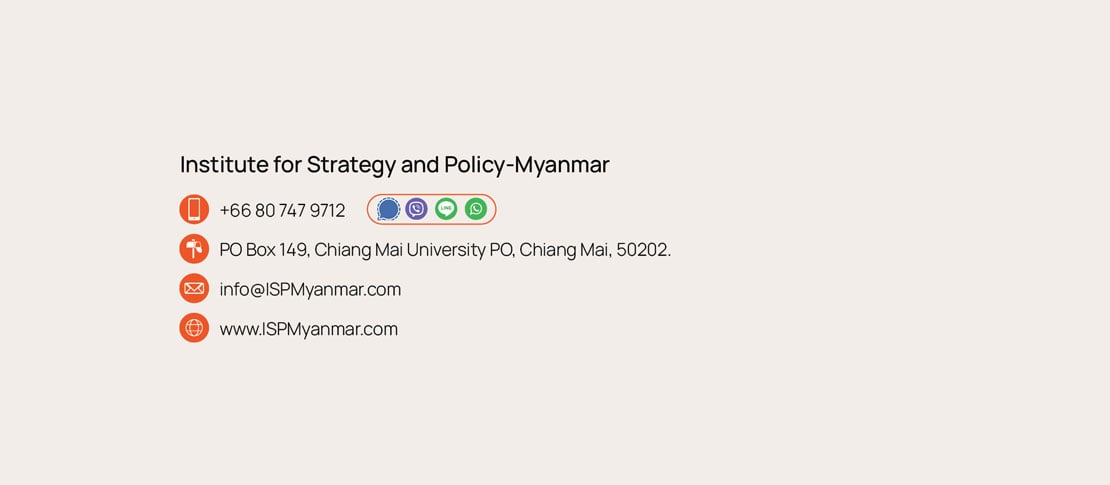 Institute for Strategy and Policy-Myanmar
+66 80 747 9712 LINE
PO Box 149, Chiang Mai University PO, Chiang Mai, 50202.
info@ISPMyanmar.com
www.ISPMyanmar.com